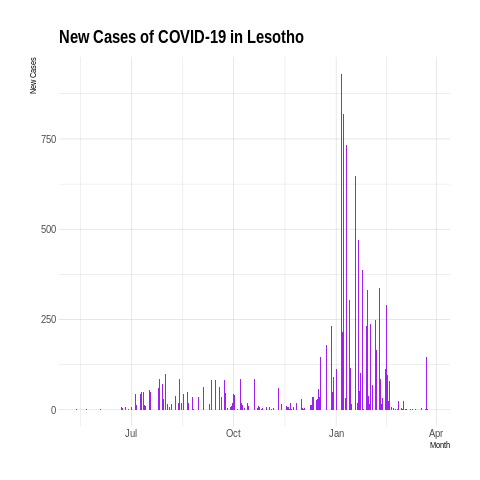 New Cases of COVID-19 in Lesotho
New Cases
750
500
250
0
Jul
Oct
Jan
Apr
Month